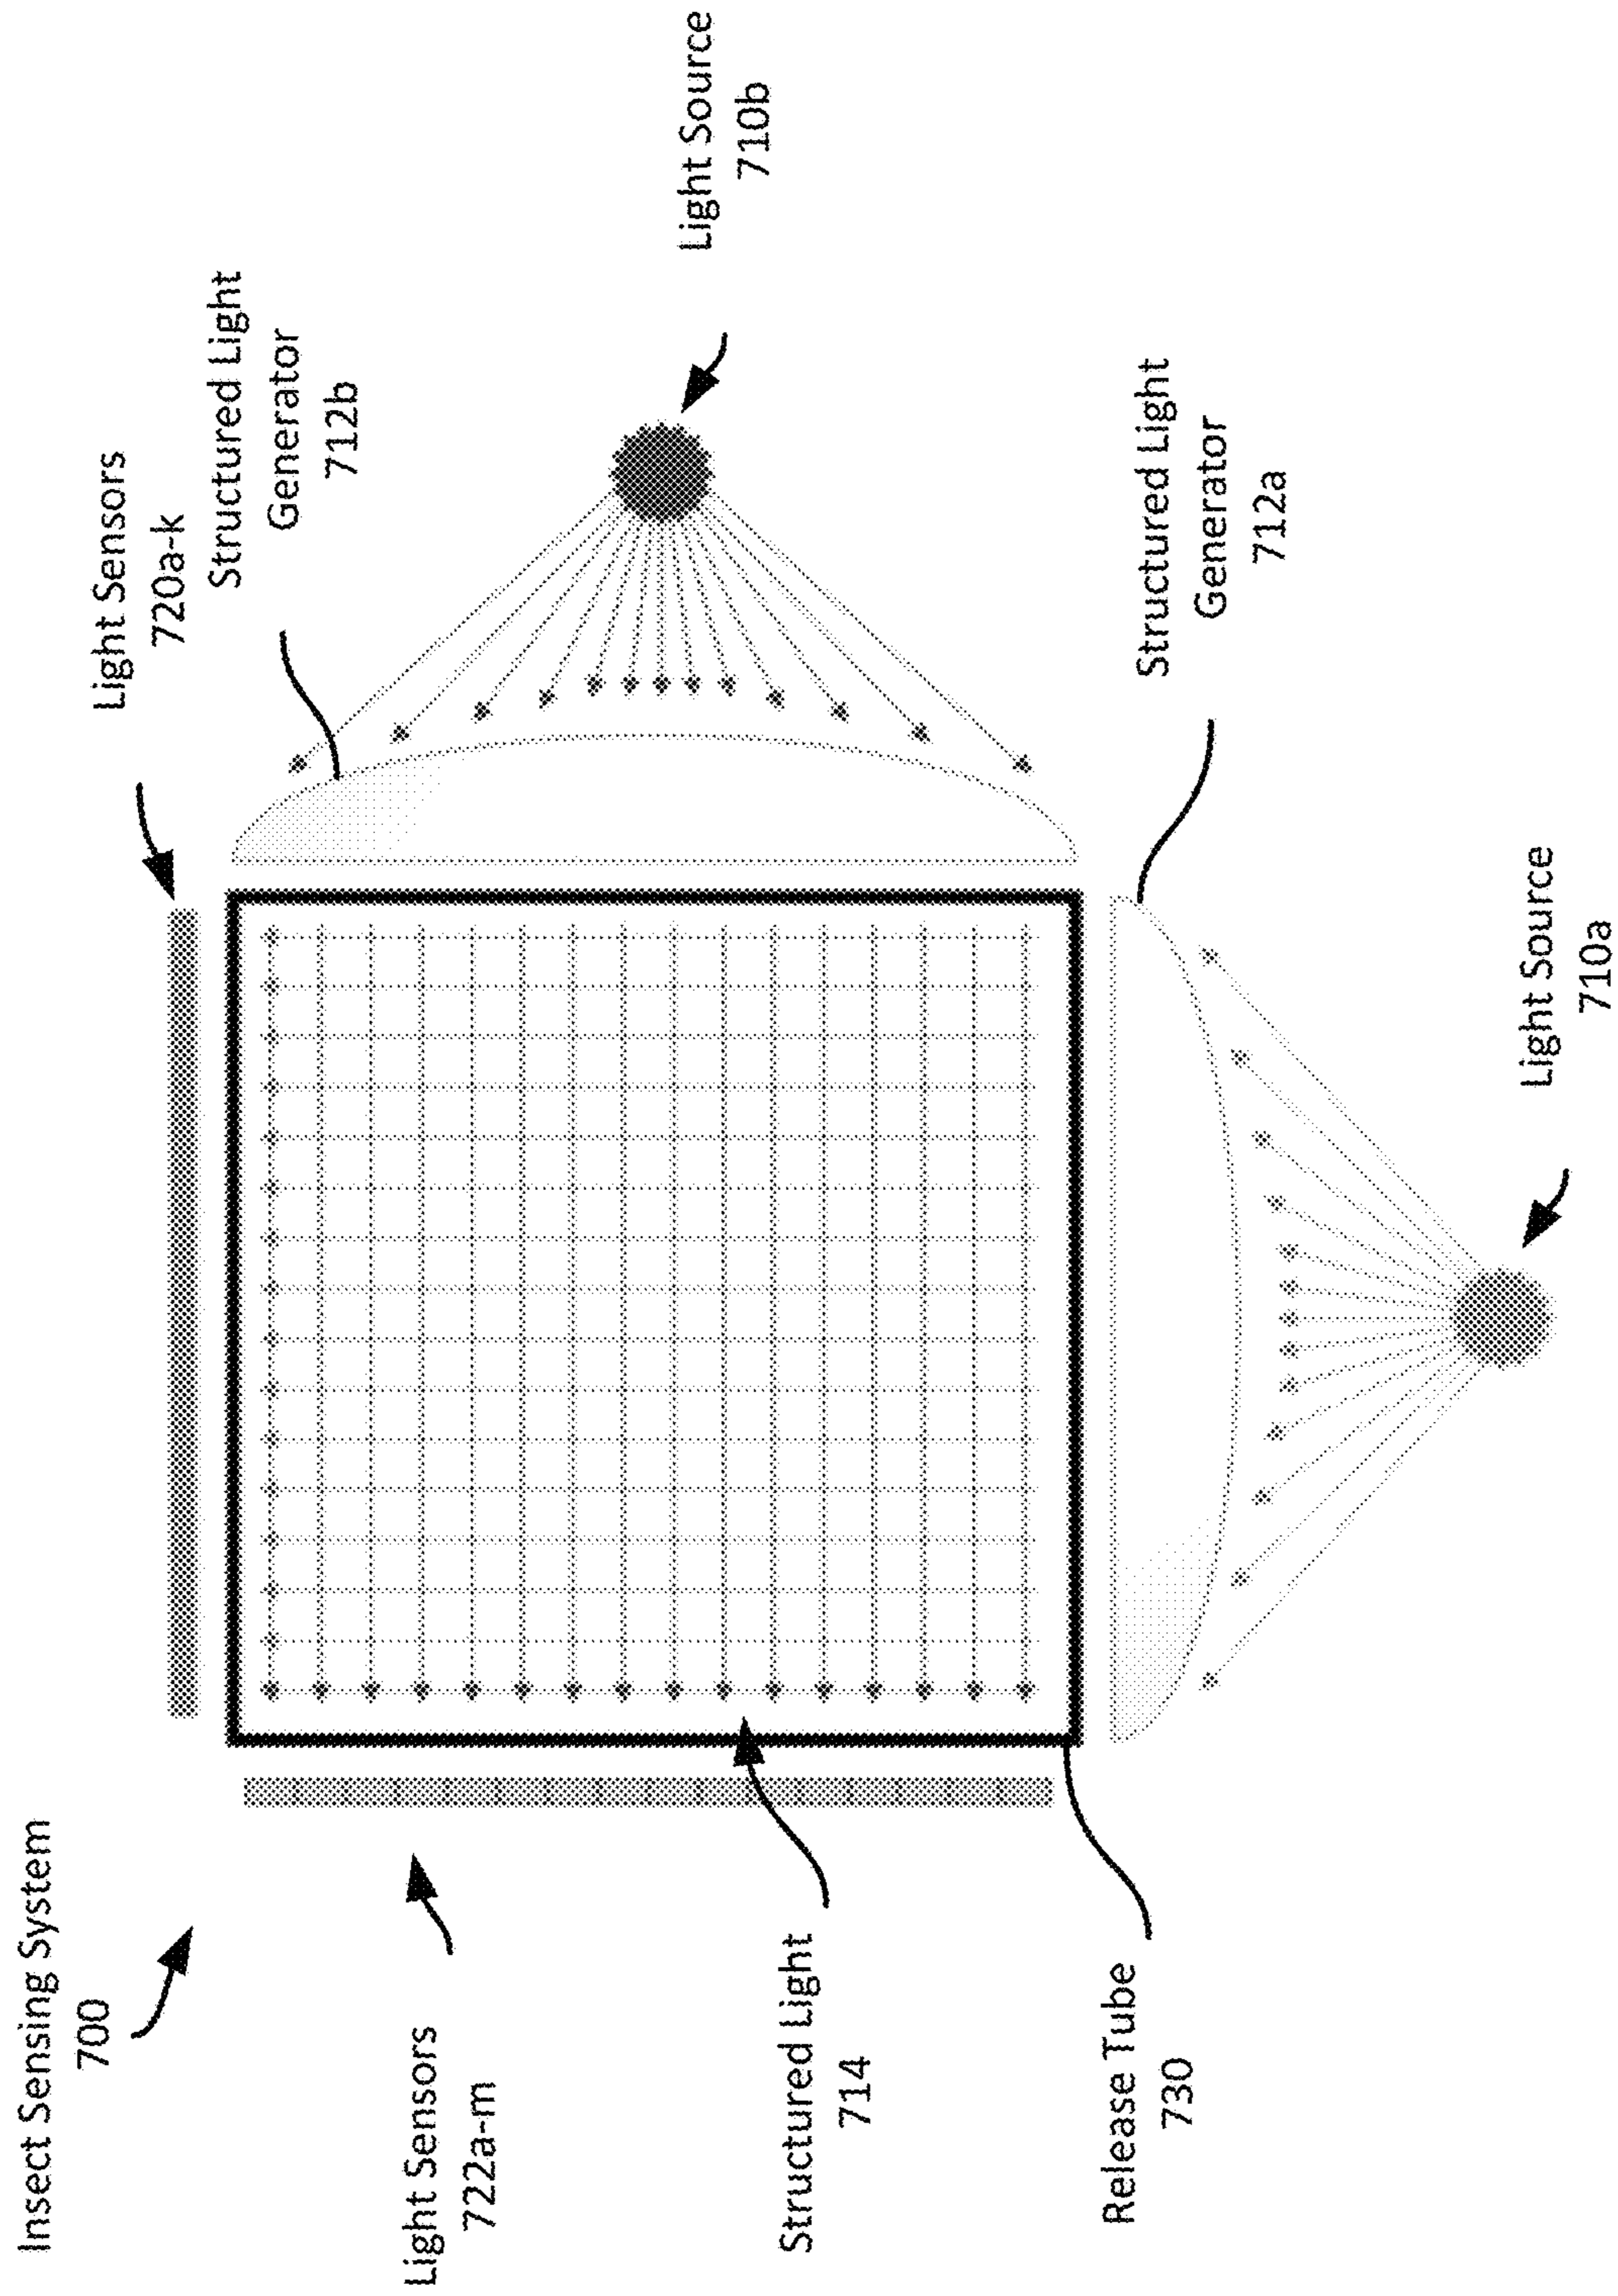 Insect Sensing System
700
Light Sensors
720a-k
Structured Light
Generator
712b
Light Sensors
722a-m
Light Source
710b
Structured Light
714
Structured Light
Generator
712a
Release Tube
730
Light Source
710a